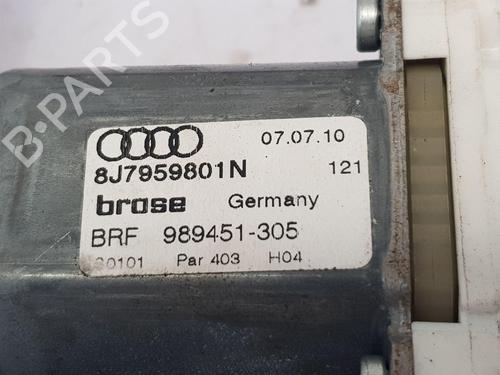 B-PARTS
07.07.10
8J7959801N 121
brose Germany
BRF 989451-305
Par 403 H04